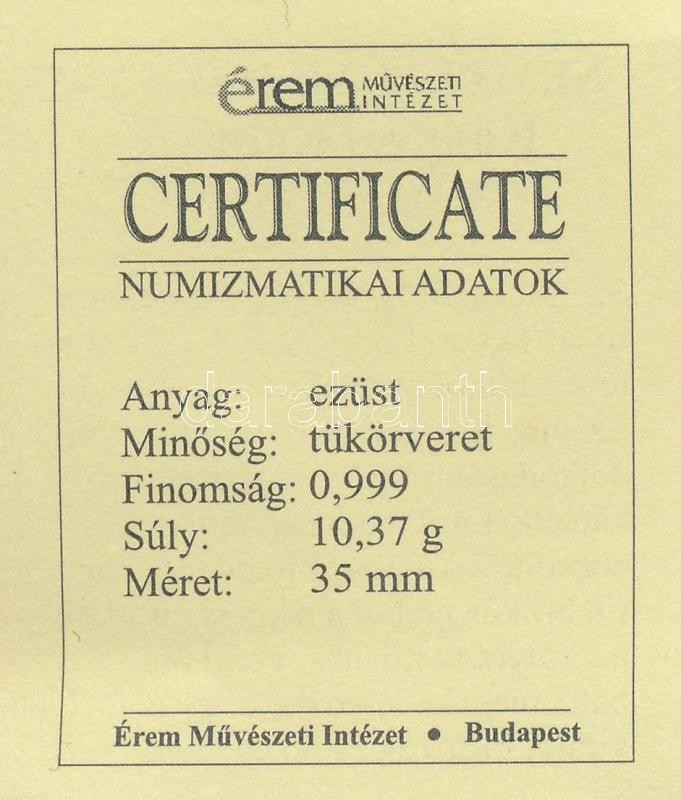 érem MŰVÉSZETI
INTÉZET
CERTIFICATE
NUMIZMATIKAI ADATOK
darabanth
Anyag: ezüst
Minőség: tükörveret
Finomság: 0,999
Súly: 10,37 g
Méret: 35 mm
Érem Művészeti Intézet • Budapest